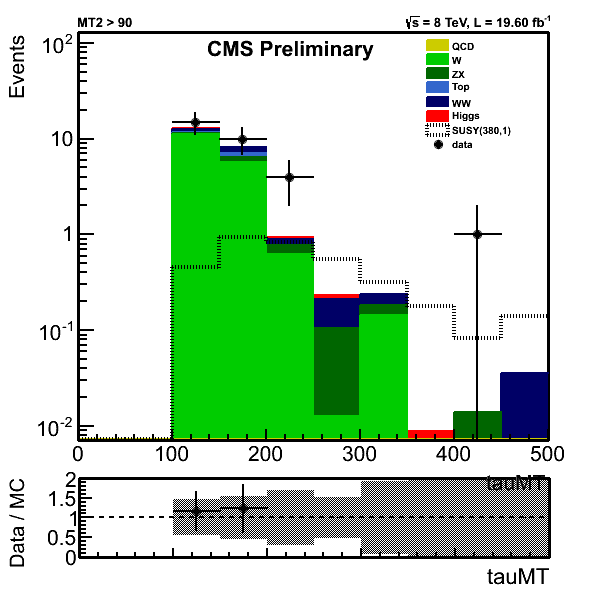 MT2 > 90
√s = 8 TeV, L = 19.60 fb⁻¹
CMS Preliminary
Events
QCD
W
ZX
Top
WW
Higgs
SUSY(380,1)
data
10²
10
1
10⁻¹
10⁻²
0 100 200 300 400 500
tauMT
Data / MC
2
1.5
1
0.5
0
tauMT